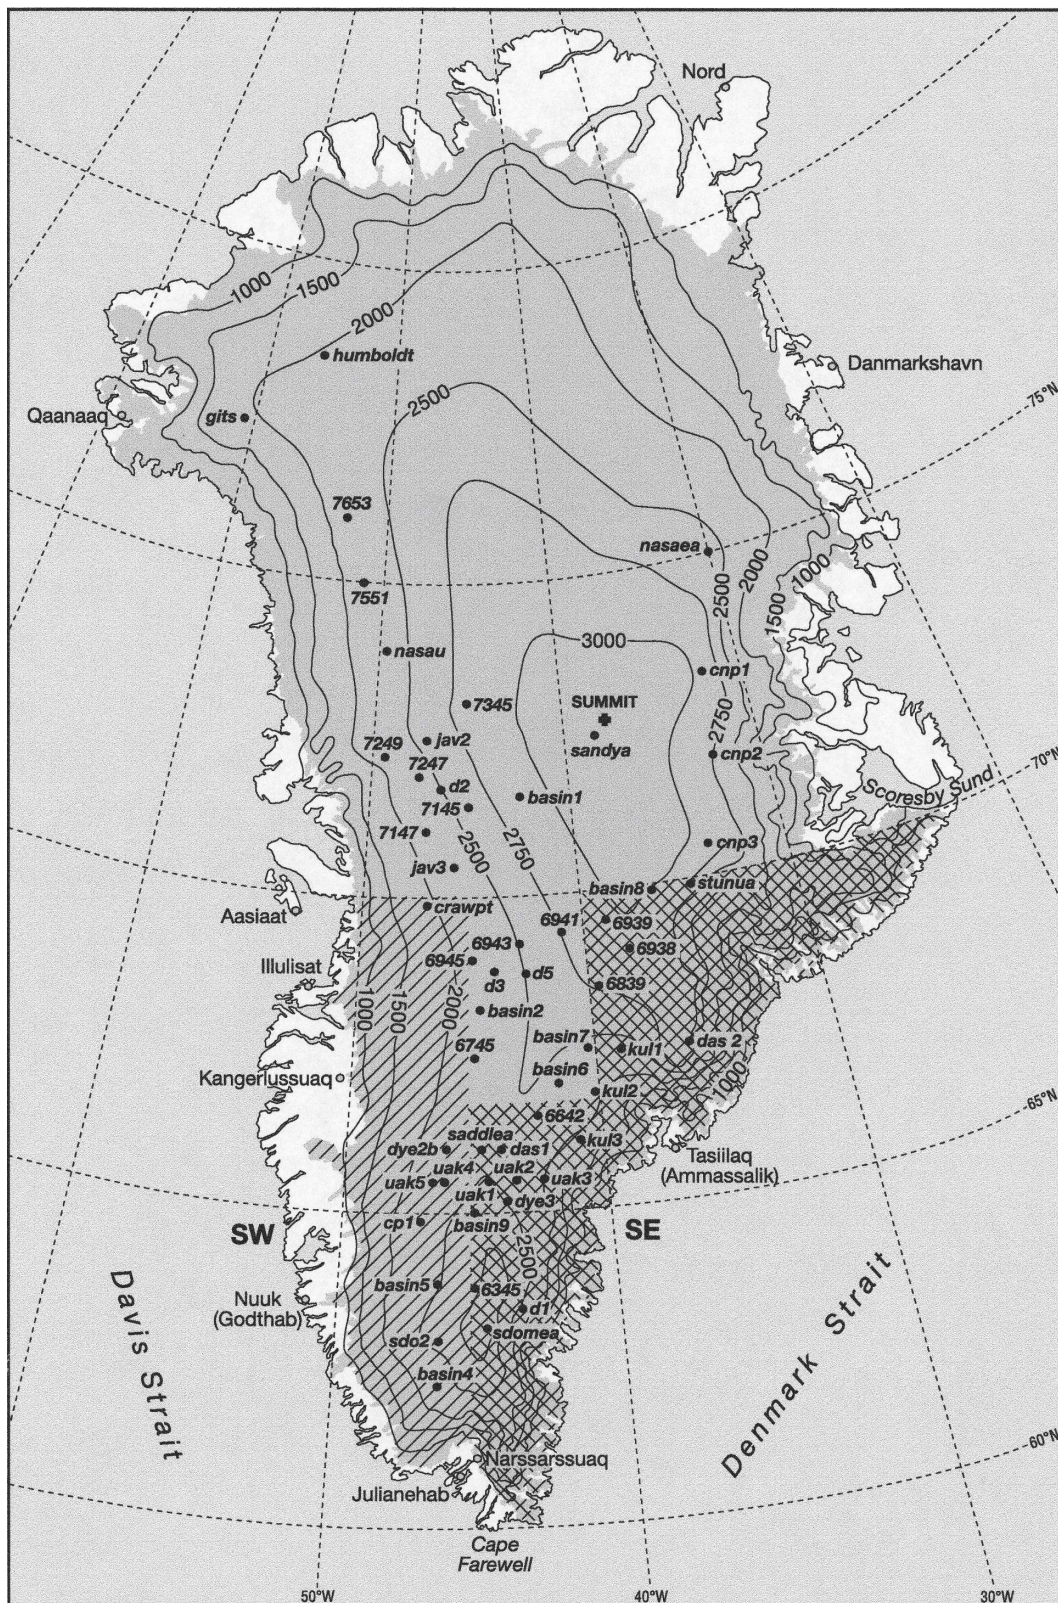 Nord
1000
1500
2000
humboldt
Danmarkshavn
75°N
Qaanaaq
gits
2500
7653
nasaea
2000
1000
7551
2500
1500
nasau
3000
cnp1
7345
SUMMIT
2750
7249
jav2
sandya
cnp2
7247
70°N
d2
basin1
Scoresby Sund
7145
7147
2500
2750
cnp3
jav3
basin8
stunua
crawpt
Aasiaat
6941
6939
6943
6938
6945
Illulisat
d3
d5
6839
1000
1500
2000
basin2
basin7
kul1
das 2
6745
basin6
1000
Kangerlussuaq
kul2
65°N
6642
saddlea
kul3
dye2b
das1
Tasiilaq
(Ammassalik)
uak4
uak2
uak5
uak3
uak1
dye3
cp1
basin9
SW
SE
2500
basin5
6345
Nuuk
(Godthab)
d1
sdomea
sdo2
Davis Strait
Denmark Strait
basin4
60°N
Narssarssuaq
Julianehab
Cape
Farewell
50°W
40°W
30°W